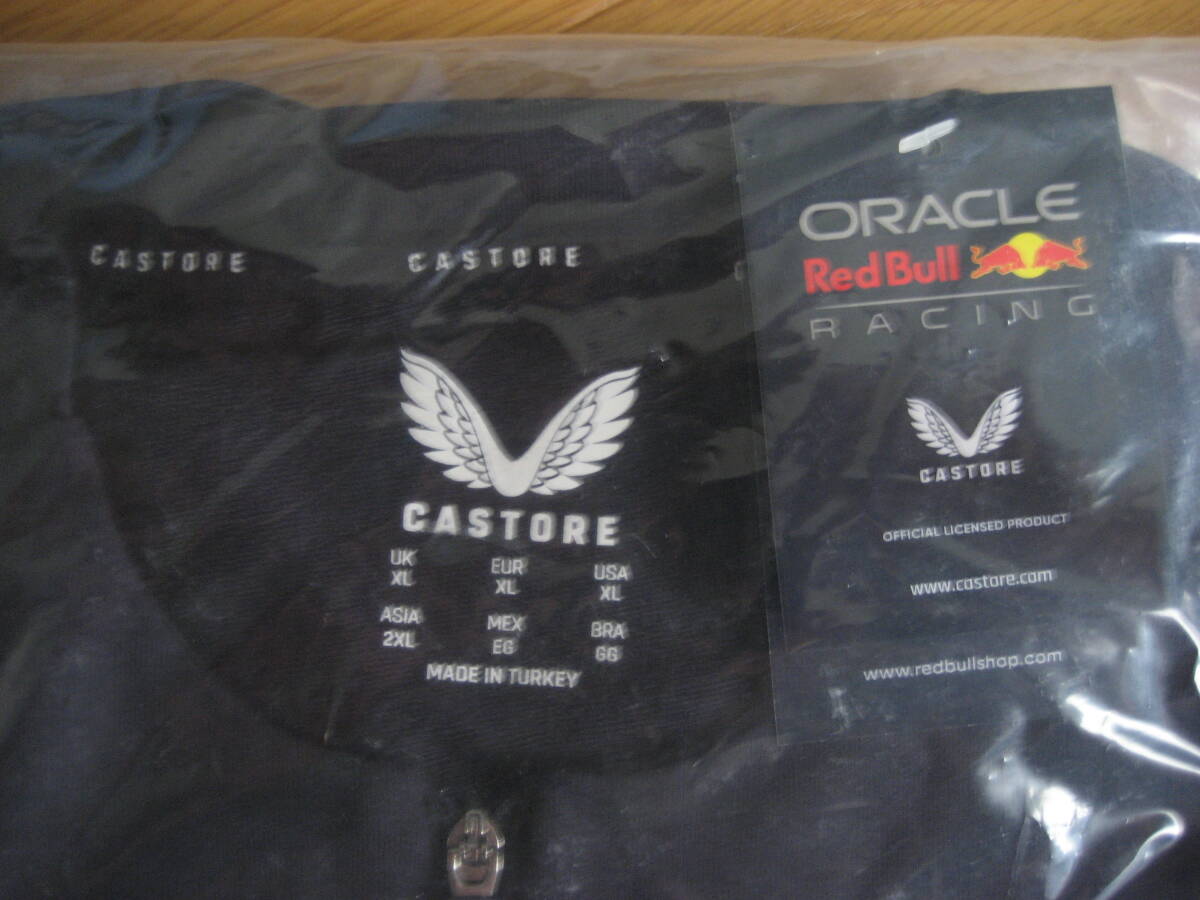 CASTORE
CASTORE
CASTORE
UK EUR USA
XL XL XL
ASIA MEX BRA
2XL EG GG
MADE IN TURKEY
ORACLE
Red Bull
RACING
CASTORE
OFFICIAL LICENSED PRODUCT
www.castore.com
www.redbullshop.com